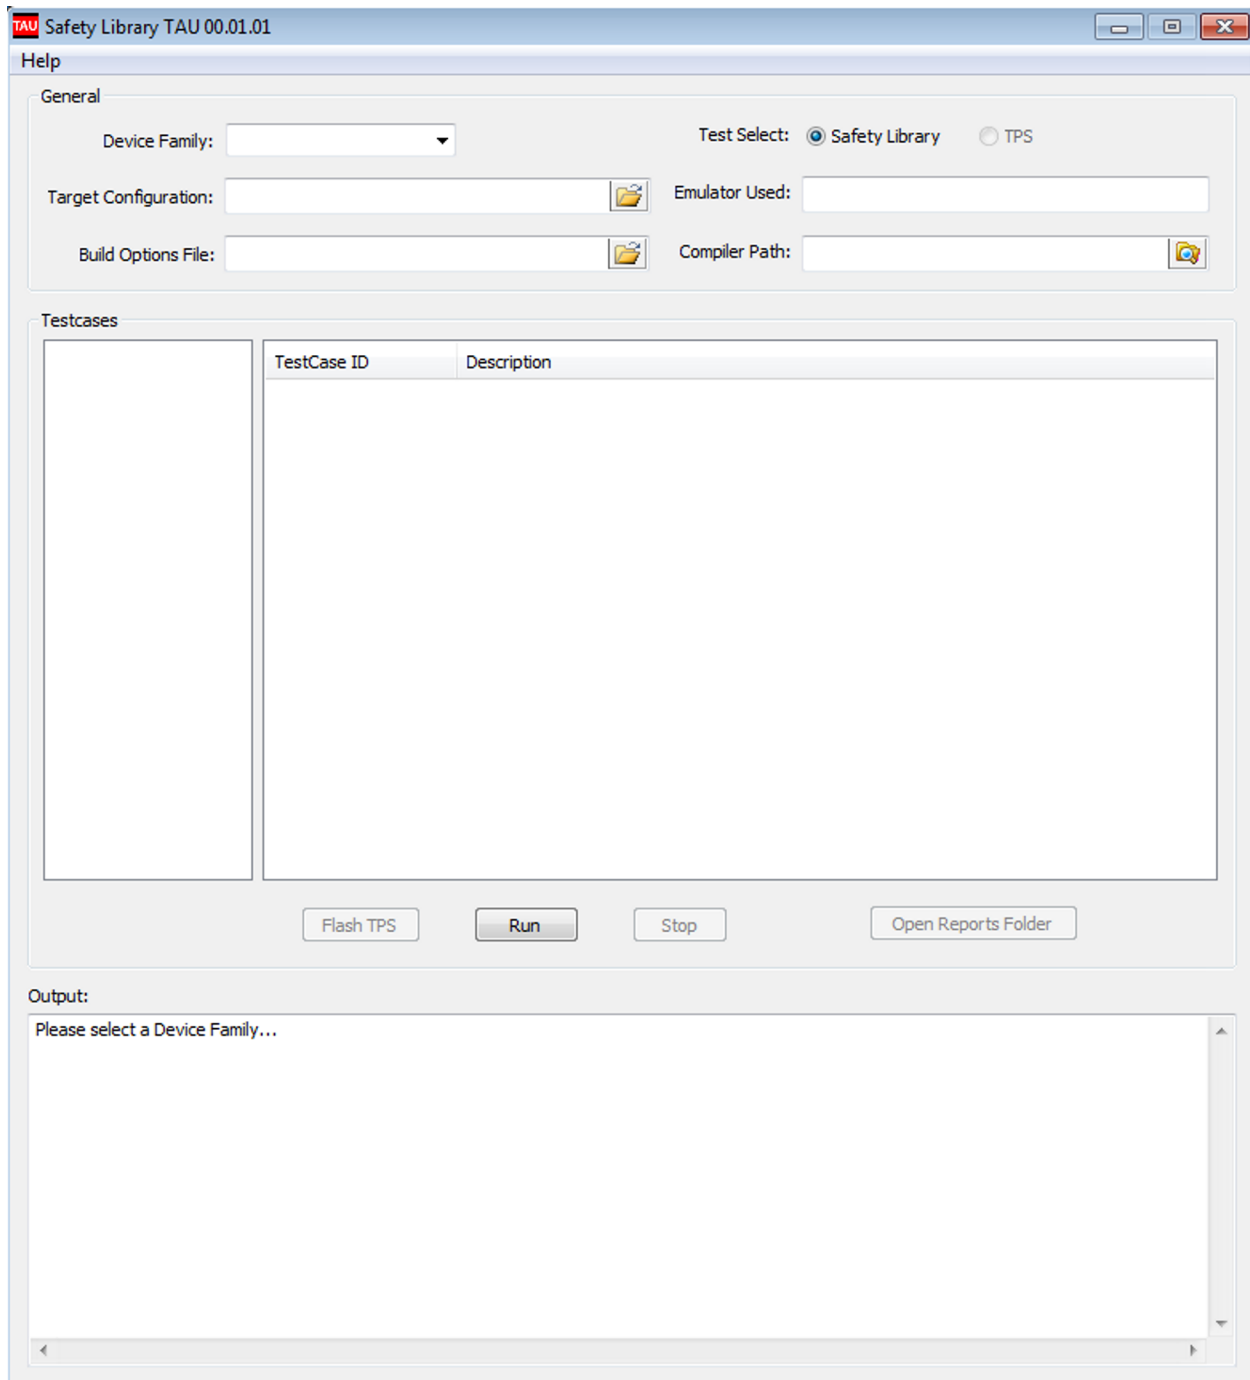 TAU Safety Library TAU 00.01.01
Help
General
Device Family:
Test Select: Safety Library TPS
Target Configuration:
Emulator Used:
Build Options File:
Compiler Path:
Testcases
TestCase ID Description
Flash TPS Run Stop Open Reports Folder
Output:
Please select a Device Family...